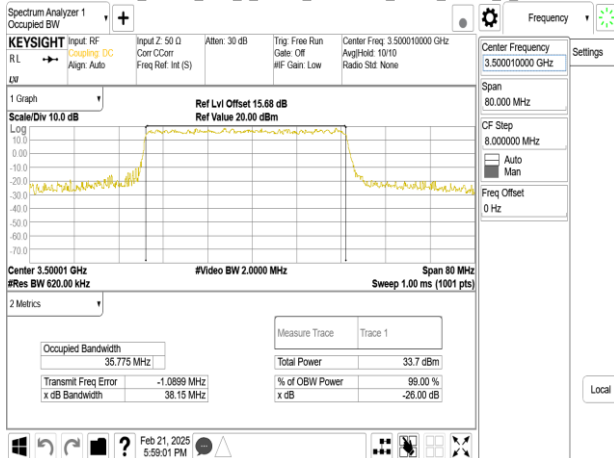 Spectrum Analyzer 1
Occupied BW
Frequency
KEYSIGHT
Input: RF
Coupling: DC
Align: Auto
Input Z: 50 Ω
Corr CCorr
Freq Ref: Int (S)
Atten: 30 dB
Trig: Free Run
Gate: Off
#IF Gain: Low
Center Freq: 3.500010000 GHz
Avg|Hold: 10/10
Radio Std: None
RL
LXI
Center Frequency
3.500010000 GHz
Settings
Span
80.000 MHz
CF Step
8.000000 MHz
Auto
Man
Freq Offset
0 Hz
Local
1 Graph
Scale/Div 10.0 dB
Ref Lvl Offset 15.68 dB
Ref Value 20.00 dBm
Log
10.0
0.00
-10.0
-20.0
-30.0
-40.0
-50.0
-60.0
-70.0
Center 3.50001 GHz
#Video BW 2.0000 MHz
Span 80 MHz
#Res BW 620.00 kHz
Sweep 1.00 ms (1001 pts)
2 Metrics
Measure Trace
Trace 1
Occupied Bandwidth
35.775 MHz
Total Power
33.7 dBm
Transmit Freq Error
-1.0899 MHz
% of OBW Power
99.00 %
x dB Bandwidth
38.15 MHz
x dB
-26.00 dB
?
Feb 21, 2025
5:59:01 PM